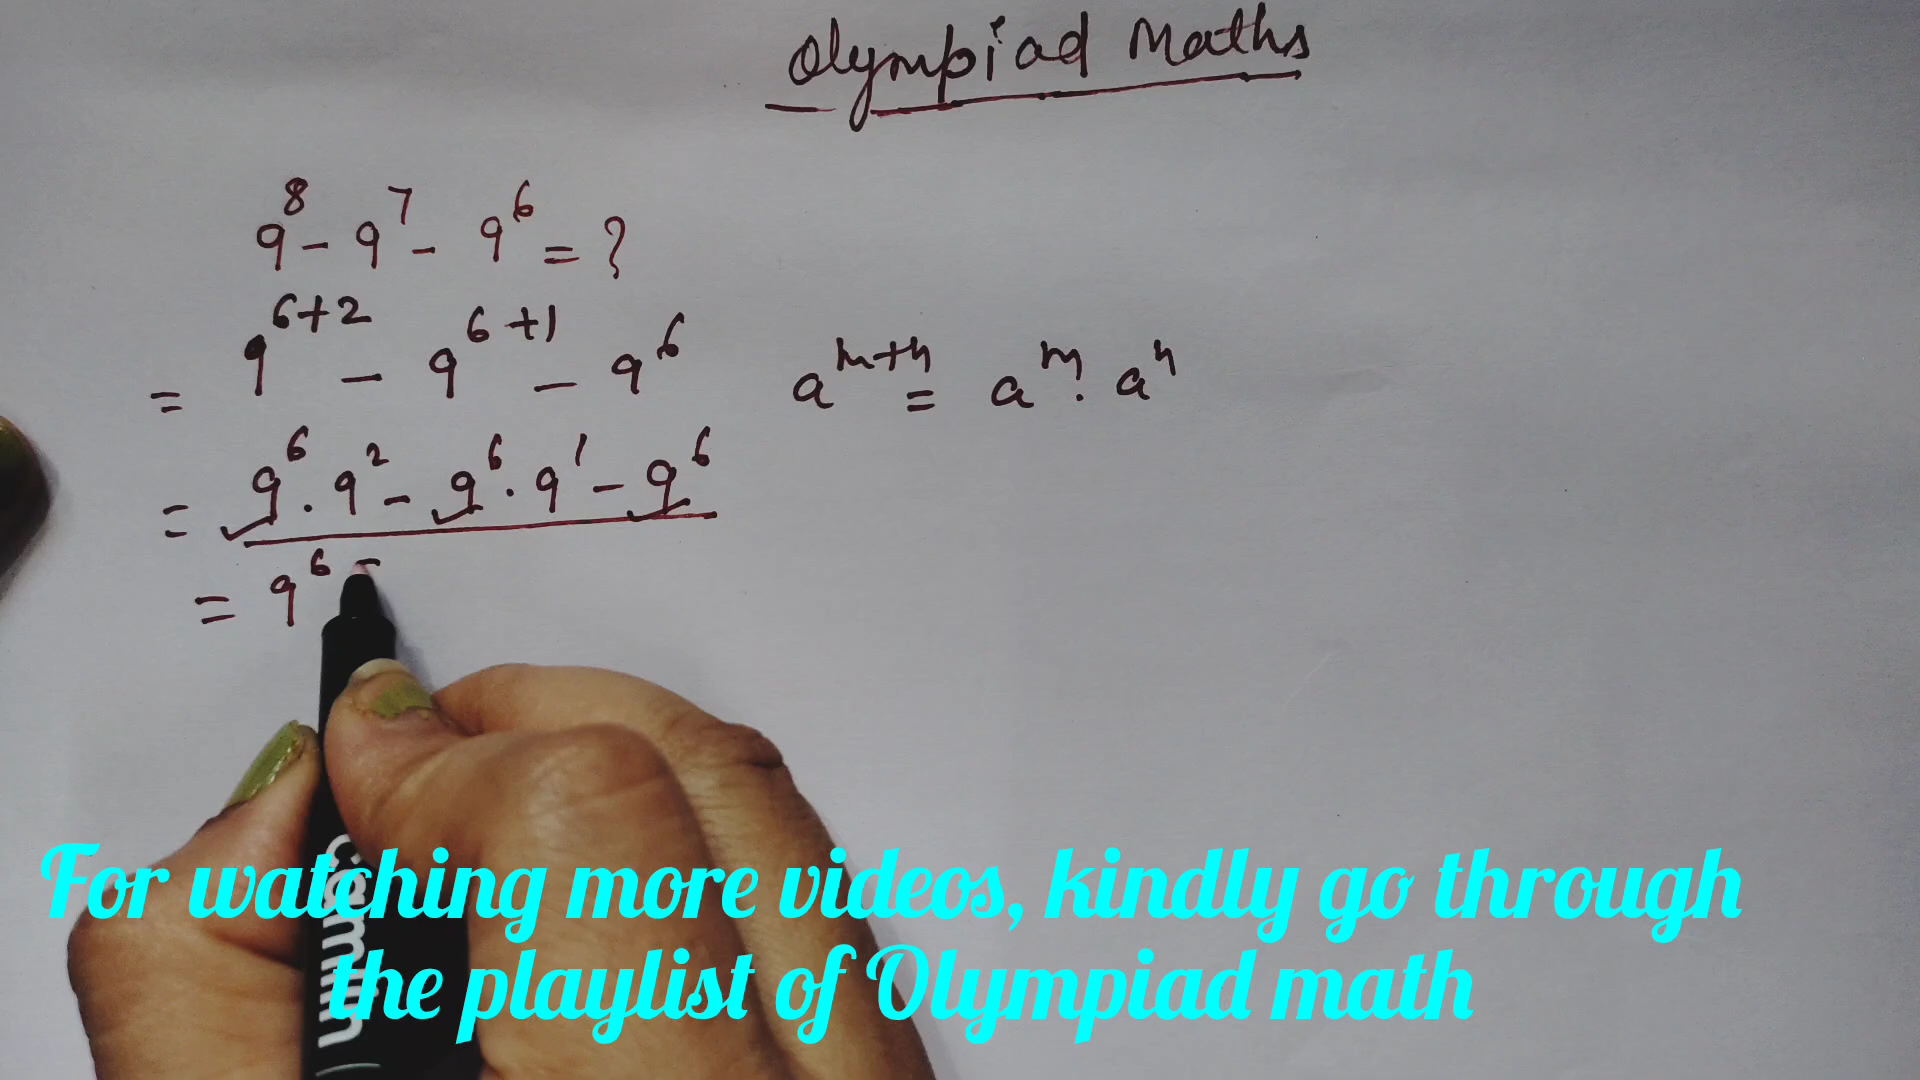 Olympiad Maths
9⁸ - 9⁷ - 9⁶ = ?
= 9⁶⁺² - 9⁶⁺¹ - 9⁶ aᵐ⁺ⁿ = aᵐ · aⁿ
= 9⁶ · 9² - 9⁶ · 9¹ - 9⁶
= 9⁶
camlin
For watching more videos, kindly go through
the playlist of Olympiad math